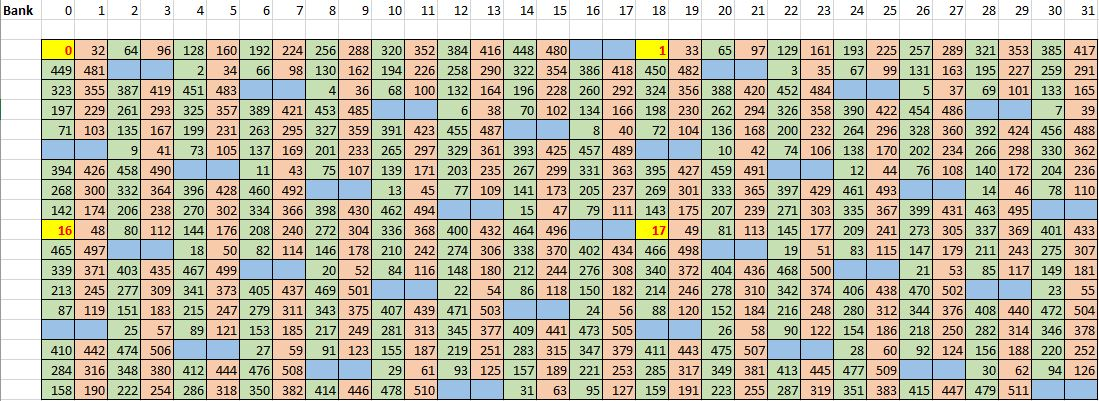 Bank 0 1 2 3 4 5 6 7 8 9 10 11 12 13 14 15 16 17 18 19 20 21 22 23 24 25 26 27 28 29 30 31
0 32 64 96 128 160 192 224 256 288 320 352 384 416 448 480 1 33 65 97 129 161 193 225 257 289 321 353 385 417
449 481 2 34 66 98 130 162 194 226 258 290 322 354 386 418 450 482 3 35 67 99 131 163 195 227 259 291
323 355 387 419 451 483 4 36 68 100 132 164 196 228 260 292 324 356 388 420 452 484 5 37 69 101 133 165
197 229 261 293 325 357 389 421 453 485 6 38 70 102 134 166 198 230 262 294 326 358 390 422 454 486 7 39
71 103 135 167 199 231 263 295 327 359 391 423 455 487 8 40 72 104 136 168 200 232 264 296 328 360 392 424 456 488
9 41 73 105 137 169 201 233 265 297 329 361 393 425 457 489 10 42 74 106 138 170 202 234 266 298 330 362
394 426 458 490 11 43 75 107 139 171 203 235 267 299 331 363 395 427 459 491 12 44 76 108 140 172 204 236
268 300 332 364 396 428 460 492 13 45 77 109 141 173 205 237 269 301 333 365 397 429 461 493 14 46 78 110
142 174 206 238 270 302 334 366 398 430 462 494 15 47 79 111 143 175 207 239 271 303 335 367 399 431 463 495
16 48 80 112 144 176 208 240 272 304 336 368 400 432 464 496 17 49 81 113 145 177 209 241 273 305 337 369 401 433
465 497 18 50 82 114 146 178 210 242 274 306 338 370 402 434 466 498 19 51 83 115 147 179 211 243 275 307
339 371 403 435 467 499 20 52 84 116 148 180 212 244 276 308 340 372 404 436 468 500 21 53 85 117 149 181
213 245 277 309 341 373 405 437 469 501 22 54 86 118 150 182 214 246 278 310 342 374 406 438 470 502 23 55
87 119 151 183 215 247 279 311 343 375 407 439 471 503 24 56 88 120 152 184 216 248 280 312 344 376 408 440 472 504
25 57 89 121 153 185 217 249 281 313 345 377 409 441 473 505 26 58 90 122 154 186 218 250 282 314 346 378
410 442 474 506 27 59 91 123 155 187 219 251 283 315 347 379 411 443 475 507 28 60 92 124 156 188 220 252
284 316 348 380 412 444 476 508 29 61 93 125 157 189 221 253 285 317 349 381 413 445 477 509 30 62 94 126
158 190 222 254 286 318 350 382 414 446 478 510 31 63 95 127 159 191 223 255 287 319 351 383 415 447 479 511